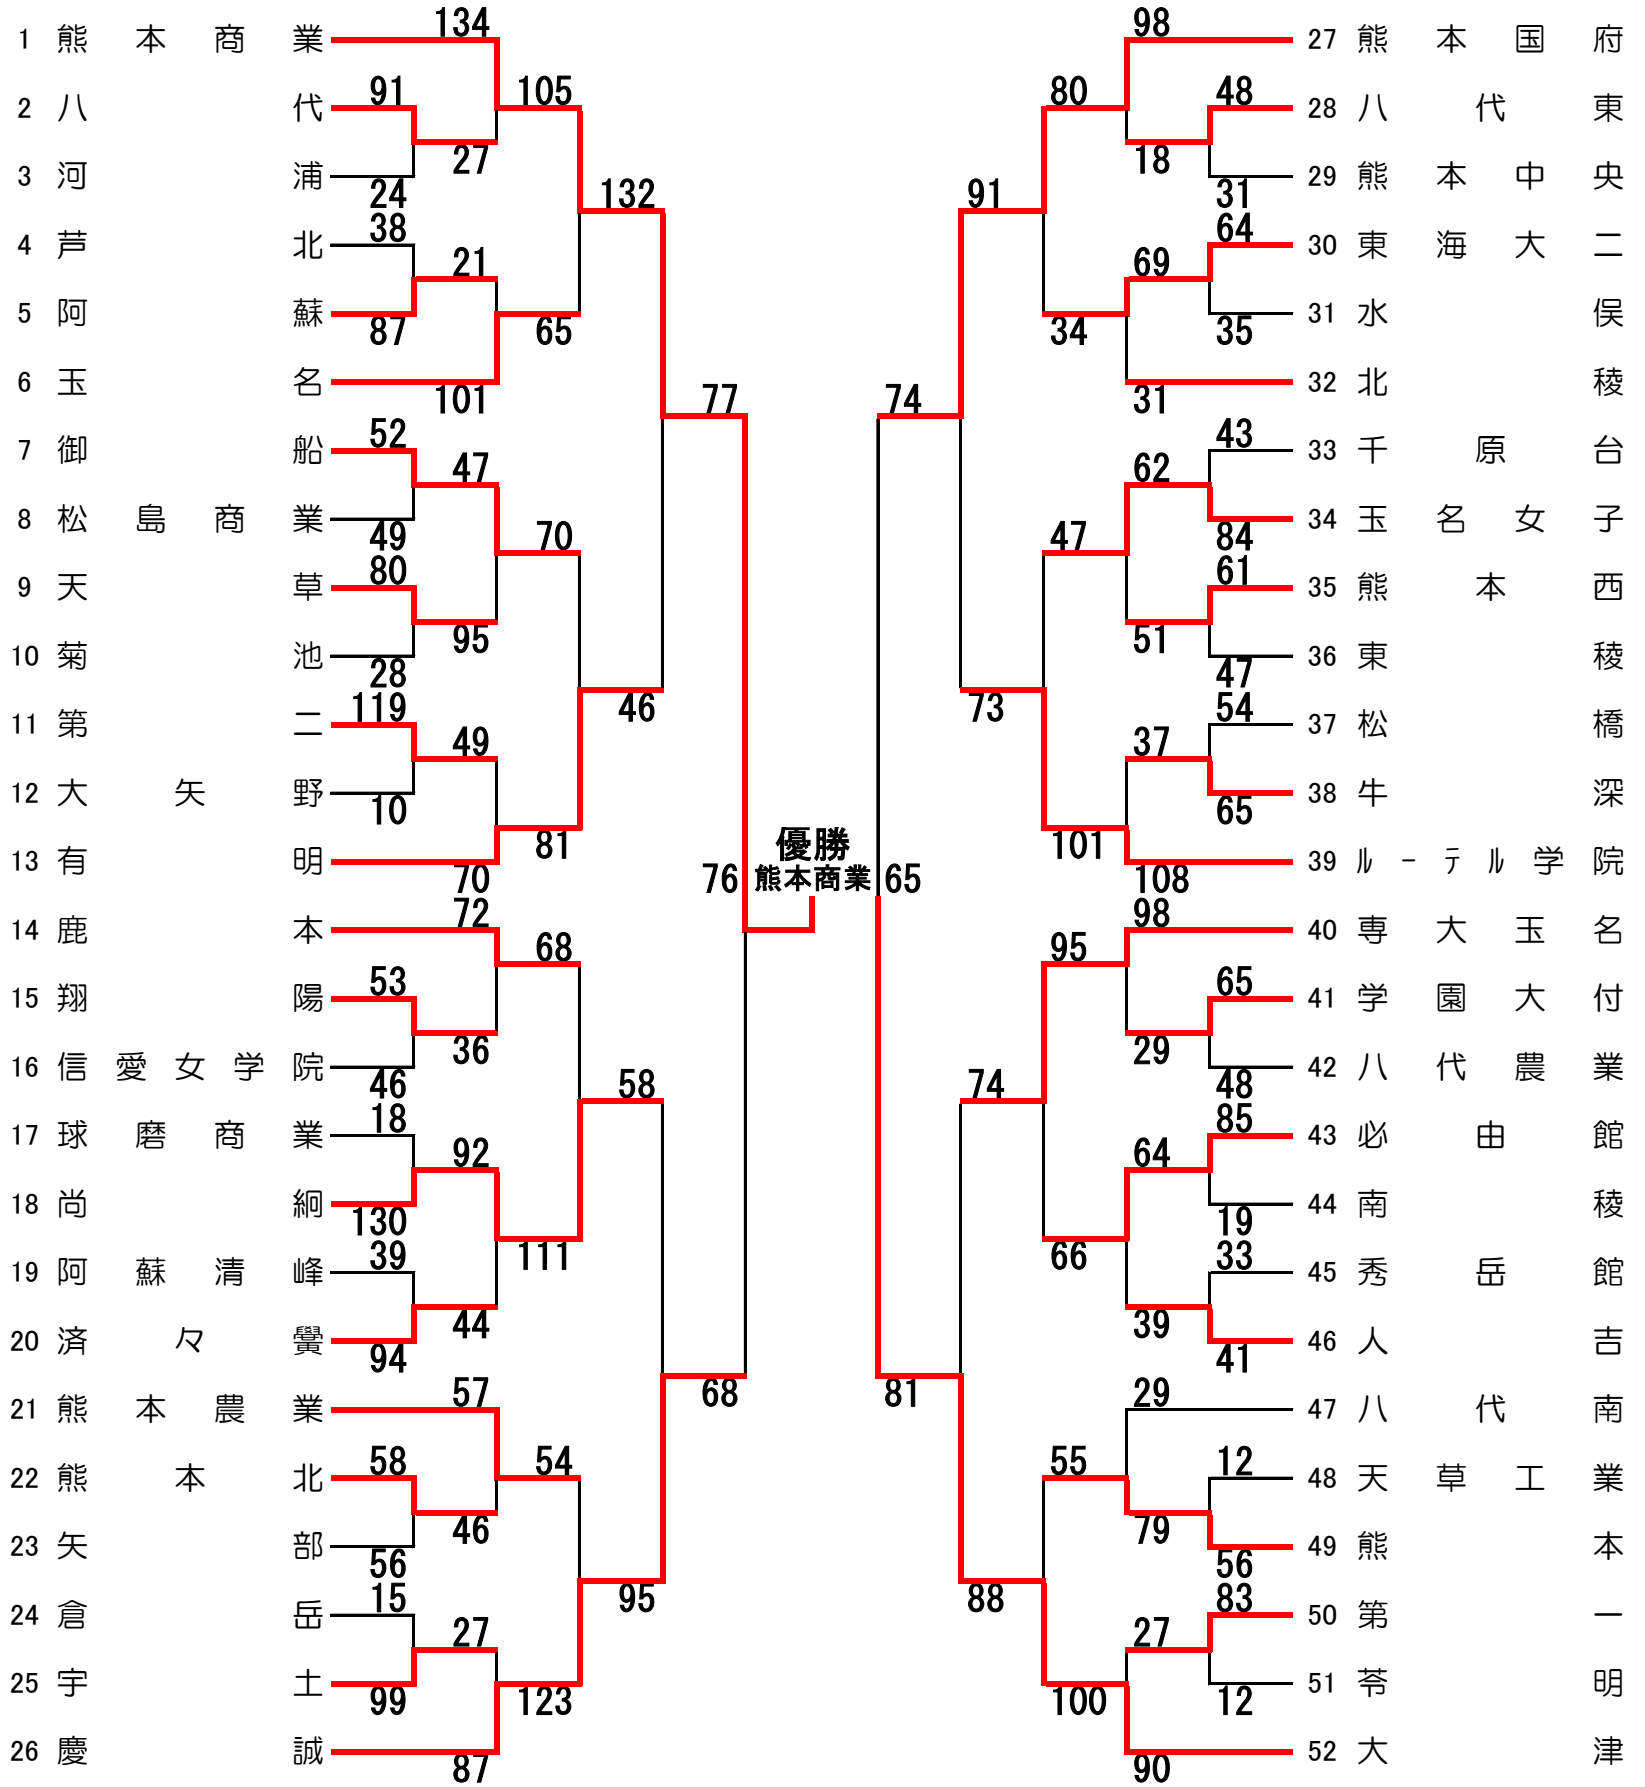 134
1 熊本商業
91 105
2 八代
27
3 河浦
24 132
38
4 芦北
21
5 阿蘇
87 65
6 玉名
101 77
52
7 御船
47
8 松島商業
49 70
80
9 天草
95
10 菊池
28 46
119
11 第二
49
12 大矢野
10 81
13 有明
70
72
14 鹿本
68
53
15 翔陽
36
16 信愛女学院
46 58
18
17 球磨商業
92
18 尚絅
130 111
39
19 阿蘇清峰
44
20 済々黌
94 68
57
21 熊本農業
58 54
22 熊本北
46
23 矢部
56 95
15
24 倉岳
27
25 宇土
99 123
26 慶誠
87
優勝
76 熊本商業 65
98
27 熊本国府
80 48
28 八代東
18
29 熊本中央
91 31
64
30 東海大二
69
31 水俣
34 35
32 北稜
74 31
43
33 千原台
62
34 玉名女子
47 84
61
35 熊本西
51
36 東稜
73 47
54
37 松橋
37
38 牛深
101 65
39 ルーテル学院
108
98
40 専大玉名
95 65
41 学園大付
29
42 八代農業
74 48
85
43 必由館
64
44 南稜
66 19
33
45 秀岳館
39
46 人吉
81 41
29
47 八代南
55 12
48 天草工業
79
49 熊本
88 56
83
50 第一
27
51 苓明
100 12
52 大津
90